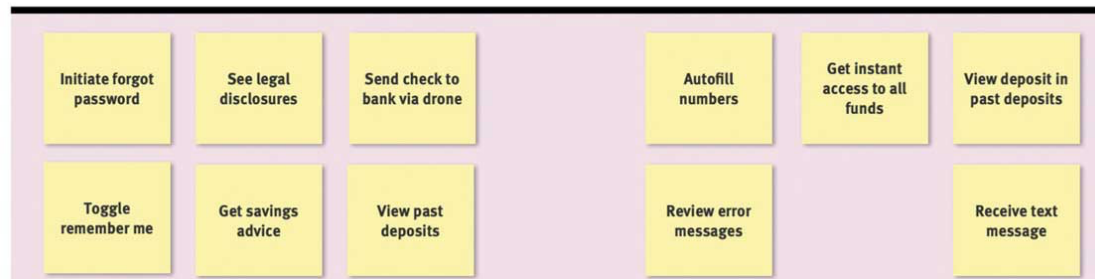 Initiate forgot
password
See legal
disclosures
Send check to
bank via drone
Autofill
numbers
Get instant
access to all
funds
View deposit in
past deposits
Toggle
remember me
Get savings
advice
View past
deposits
Review error
messages
Receive text
message